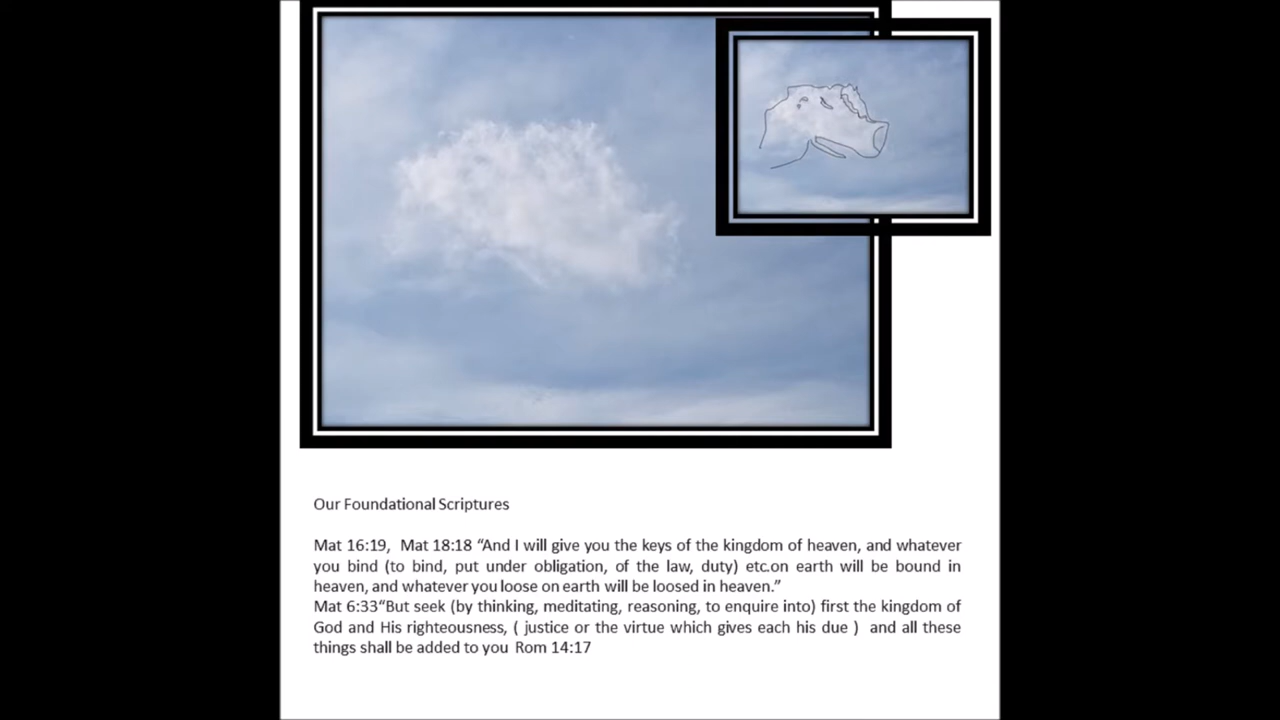 Our Foundational Scriptures
Mat 16:19,  Mat 18:18 “And I will give you the keys of the kingdom of heaven, and whatever
you bind (to bind, put under obligation, of the law, duty) etc.on earth will be bound in
heaven, and whatever you loose on earth will be loosed in heaven.”
Mat 6:33“But seek (by thinking, meditating, reasoning, to enquire into) first the kingdom of
God and His righteousness, ( justice or the virtue which gives each his due )  and all these
things shall be added to you  Rom 14:17